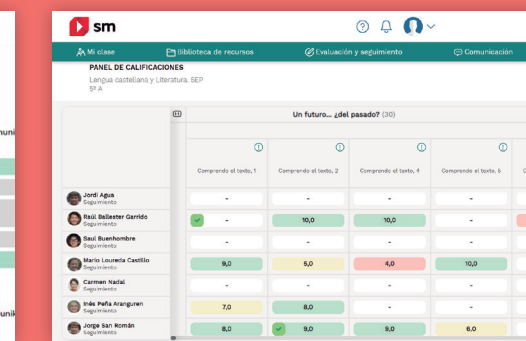 sm
Mi clase
Biblioteca de recursos
Evaluación y seguimiento
Comunicación
PANEL DE CALIFICACIONES
Lengua castellana y Literatura. SEP
5º A
Un futuro... ¿del pasado? (30)
Comprendo el texto, 1
Comprendo el texto, 2
Comprendo el texto, 4
Comprendo el texto, 5
Jordi Agua
Seguimiento
- - - -
Raúl Ballester Garrido
Seguimiento
- 10,0 10,0 -
Saul Buenhombre
Seguimiento
- - - -
Mario Loureda Castillo
Seguimiento
9,0 5,0 4,0 10,0
Carmen Nadal
Seguimiento
- - - -
Inés Peña Aranguren
Seguimiento
7,0 8,0 - -
Jorge San Román
Seguimiento
8,0 9,0 9,0 6,0